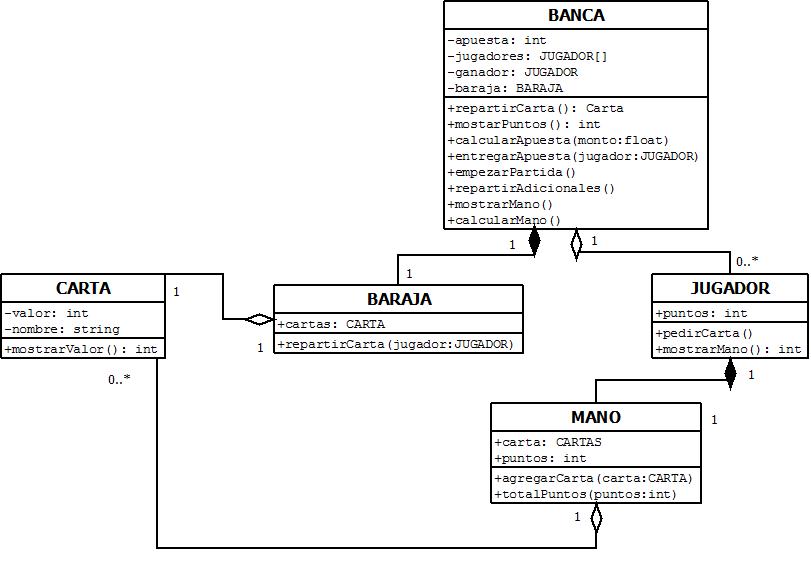 BANCA
-apuesta: int
-jugadores: JUGADOR[]
-ganador: JUGADOR
-baraja: BARAJA
+repartirCarta(): Carta
+mostarPuntos(): int
+calcularApuesta(monto:float)
+entregarApuesta(jugador:JUGADOR)
+empezarPartida()
+repartirAdicionales()
+mostrarMano()
+calcularMano()
1
1
1
0..*
CARTA
-valor: int
-nombre: string
+mostrarValor(): int
1
0..*
BARAJA
+cartas: CARTA
+repartirCarta(jugador:JUGADOR)
1
JUGADOR
+puntos: int
+pedirCarta()
+mostrarMano(): int
1
1
MANO
+carta: CARTAS
+puntos: int
+agregarCarta(carta:CARTA)
+totalPuntos(puntos:int)
1